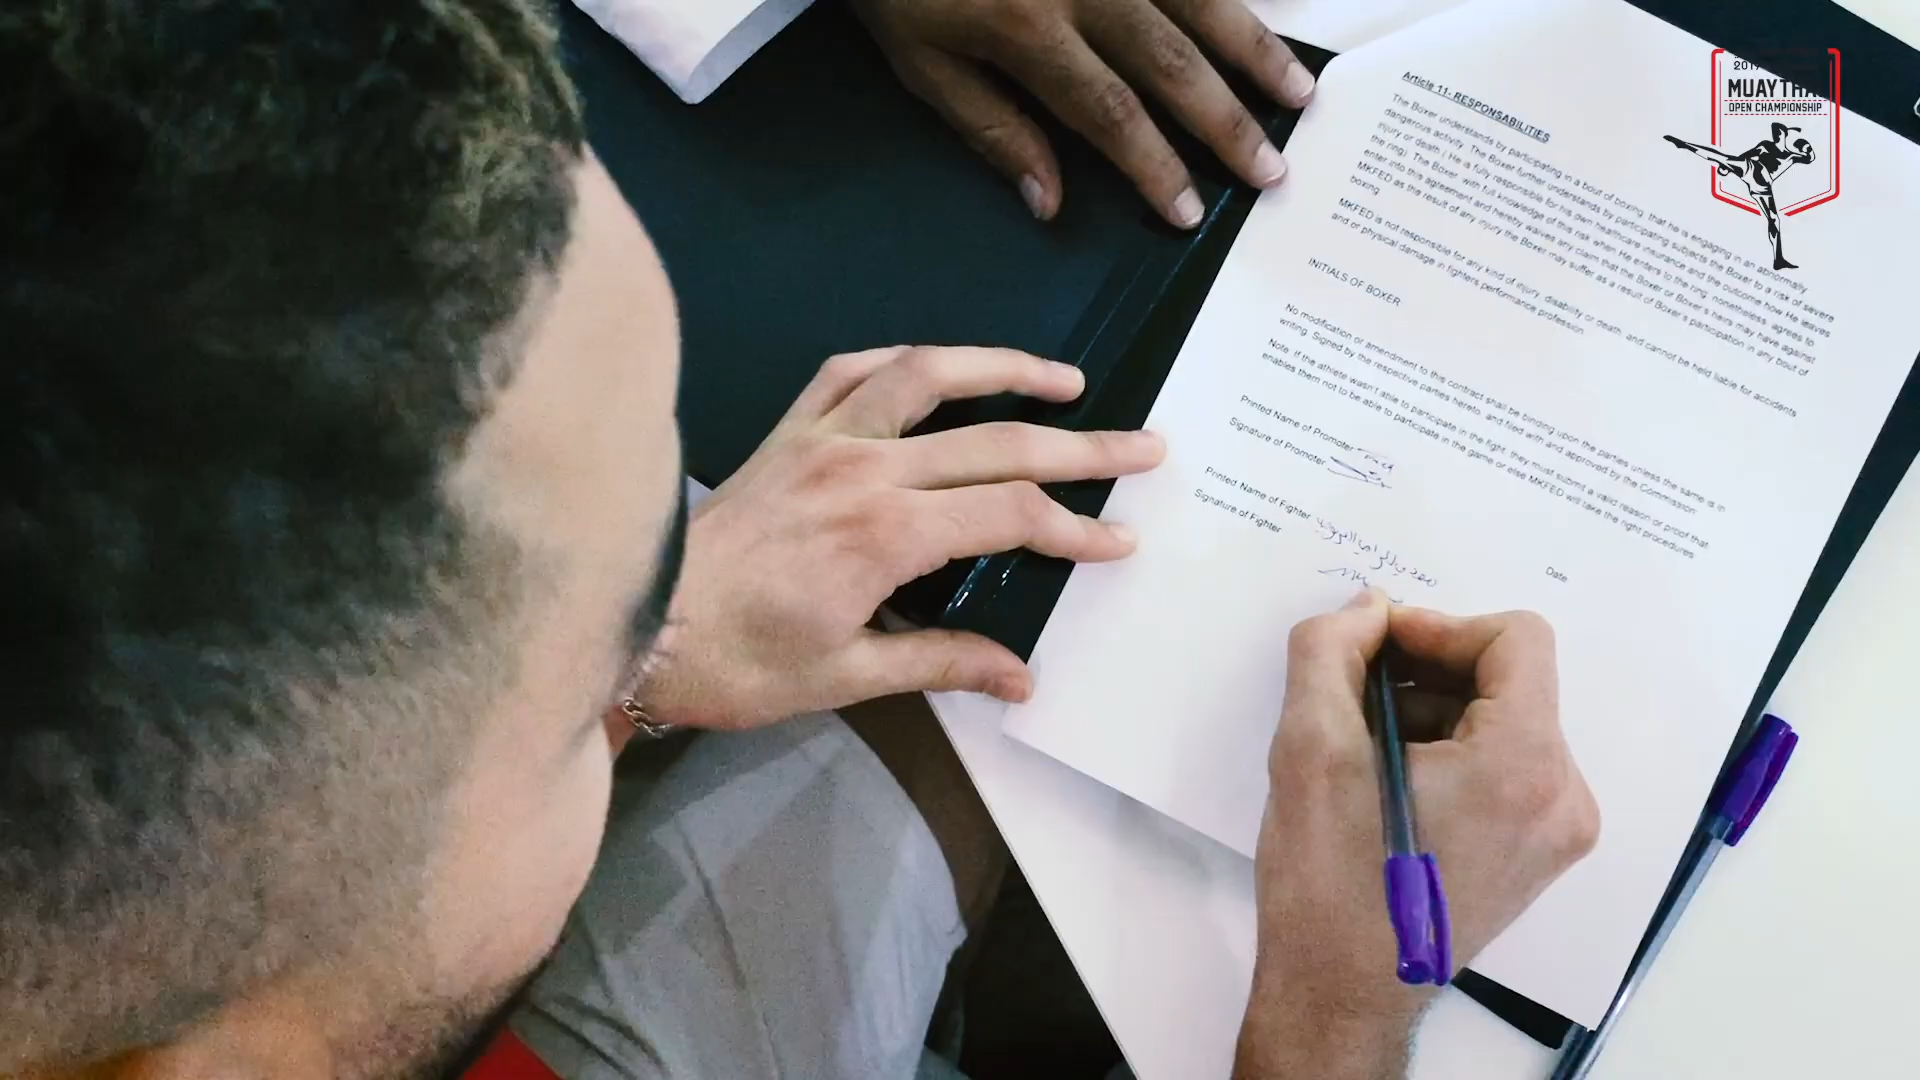 2017
MUAYTHAI
OPEN CHAMPIONSHIP
Article 11- RESPONSABILITIES
The Boxer understands by participating in a bout of boxing, that he is engaging in an abnormally
dangerous activity. The Boxer further understands by participating subjects the Boxer to a risk of severe
injury or death ( He is fully responsible for his own healthcare insurance and the outcome how He leaves
the ring). The Boxer, with full knowledge of this risk when He enters to the ring, nonetheless, agrees to
enter into this agreement and hereby waives any claim that the Boxer or Boxer's heirs may have against
MKFED as the result of any injury the Boxer may suffer as a result of Boxer's participation in any bout of
boxing
MKFED is not responsible for any kind of injury, disability or death, and cannot be held liable for accidents
and of physical damage in fighters performance profession.
INITIALS OF BOXER
No modification or amendment to this contract shall be binding upon the parties unless the same is in
writing. Signed by the respective parties hereto, and filed with and approved by the Commission.
Note. If the athlete wasn't able to participate in the fight, they must submit a valid reason or proof that
enables them not to be able to participate in the game or else MKFED will take the right procedures.
Printed Name of Promoter
Signature of Promoter
Printed Name of Fighter
Signature of Fighter
Date